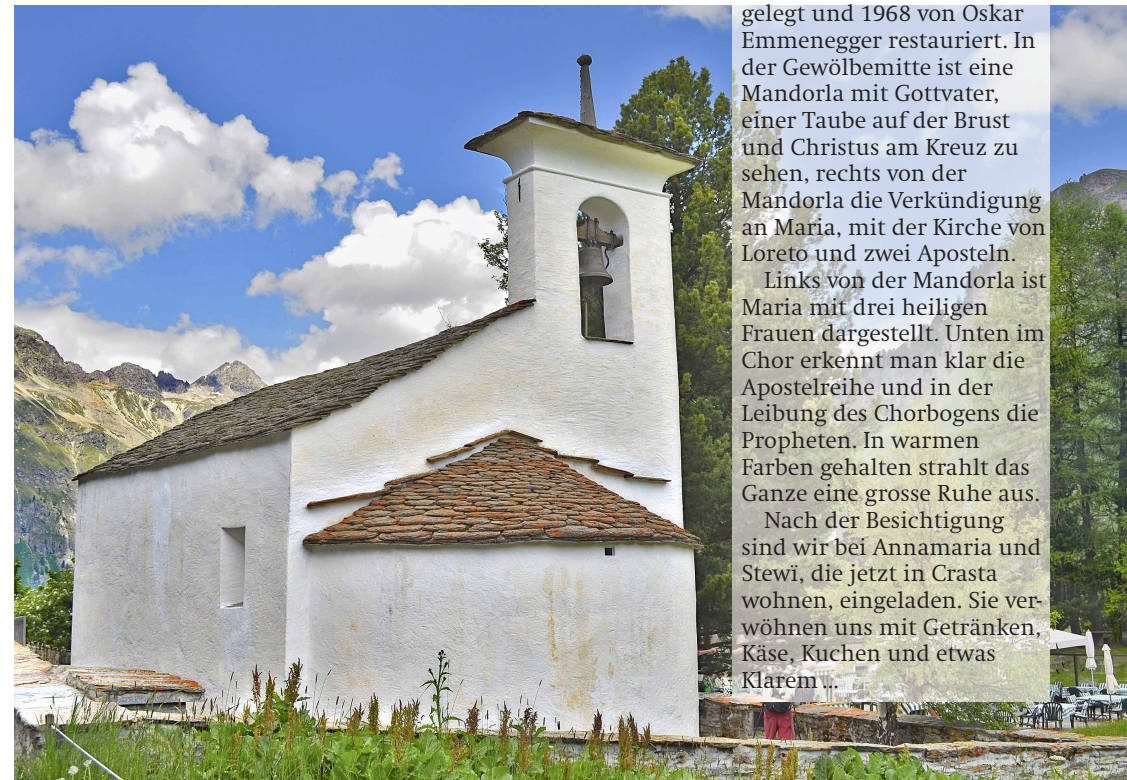 gelegt und 1968 von Oskar
Emmenegger restauriert. In
der Gewölbemitte ist eine
Mandorla mit Gottvater,
einer Taube auf der Brust
und Christus am Kreuz zu
sehen, rechts von der
Mandorla die Verkündigung
an Maria, mit der Kirche von
Loreto und zwei Aposteln.
Links von der Mandorla ist
Maria mit drei heiligen
Frauen dargestellt. Unten im
Chor erkennt man klar die
Apostelreihe und in der
Leibung des Chorbogens die
Propheten. In warmen
Farben gehalten strahlt das
Ganze eine grosse Ruhe aus.
Nach der Besichtigung
sind wir bei Annamaria und
Stewï, die jetzt in Crasta
wohnen, eingeladen. Sie ver-
wöhnen uns mit Getränken,
Käse, Kuchen und etwas
Klarem ...